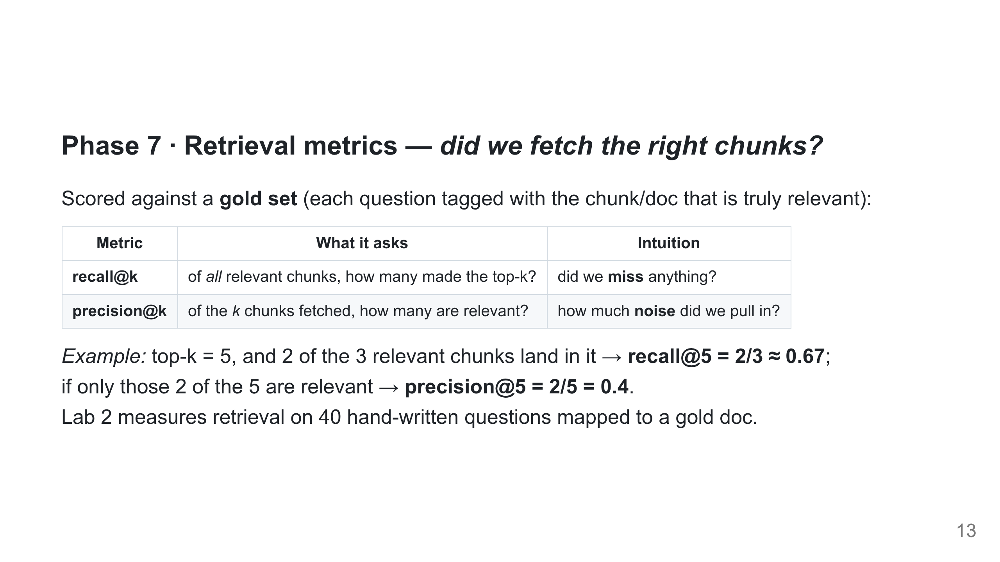 Phase 7 · Retrieval metrics — did we fetch the right chunks?
Scored against a gold set (each question tagged with the chunk/doc that is truly relevant):
Metric What it asks Intuition
recall@k of all relevant chunks, how many made the top-k? did we miss anything?
precision@k of the k chunks fetched, how many are relevant? how much noise did we pull in?
Example: top-k = 5, and 2 of the 3 relevant chunks land in it → recall@5 = 2/3 ≈ 0.67;
if only those 2 of the 5 are relevant → precision@5 = 2/5 = 0.4.
Lab 2 measures retrieval on 40 hand-written questions mapped to a gold doc.
13